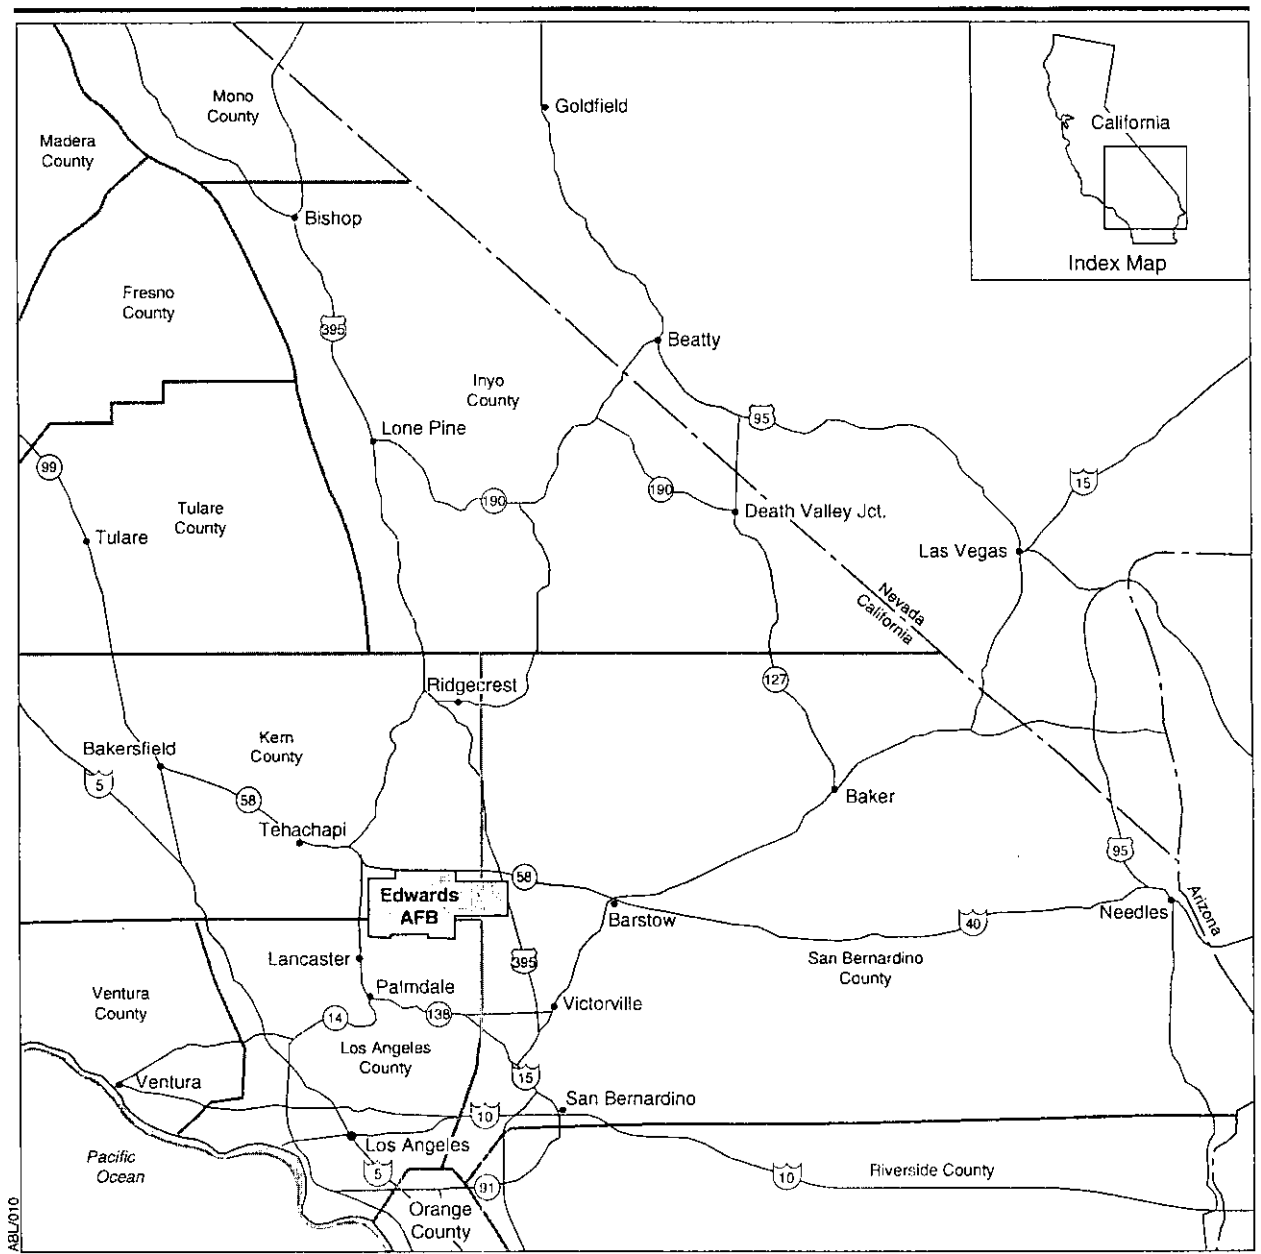 Mono
County
Madera
County
Goldfield
California
Index Map
Bishop
Fresno
County
395
Beatty
Inyo
County
95
Lone Pine
99
15
190
190
Tulare
County
Death Valley Jct.
Tulare
Las Vegas
Nevada
California
Ridgecrest
127
Kern
County
Bakersfield
5
58
Baker
Tehachapi
95
58
Edwards
AFB
Barstow
Needles
Arizona
40
Lancaster
395
San Bernardino
County
Palmdale
Ventura
County
14
138
Victorville
Los Angeles
County
Ventura
15
San Bernardino
10
Los Angeles
Pacific
Ocean
5
91
10
Riverside County
Orange
County
ABL/010